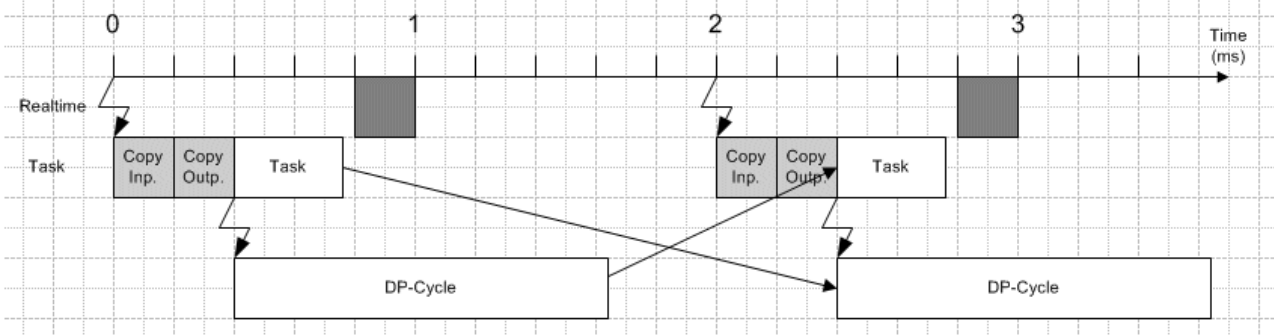 0 1 2 3
Time
(ms)
Realtime
Task
Copy
Inp.
Copy
Outp.
Task
Copy
Inp.
Copy
Outp.
Task
DP-Cycle
DP-Cycle